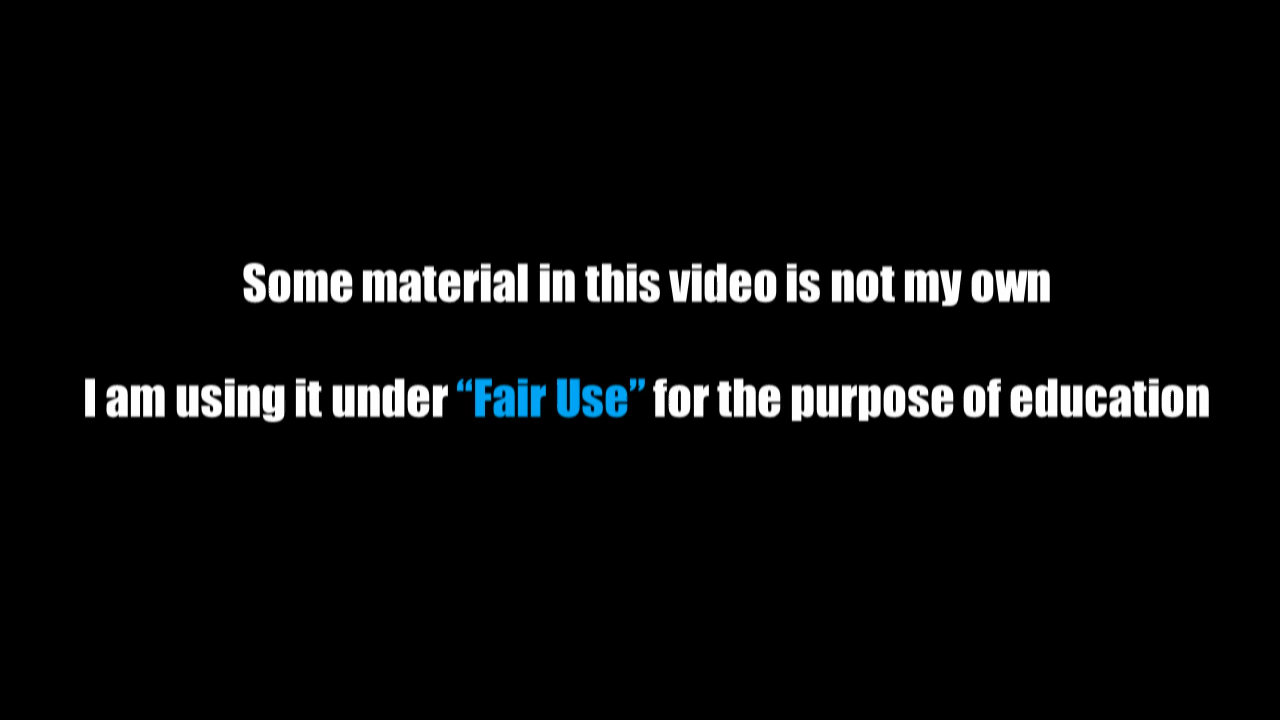 Some material in this video is not my own
I am using it under “Fair Use” for the purpose of education